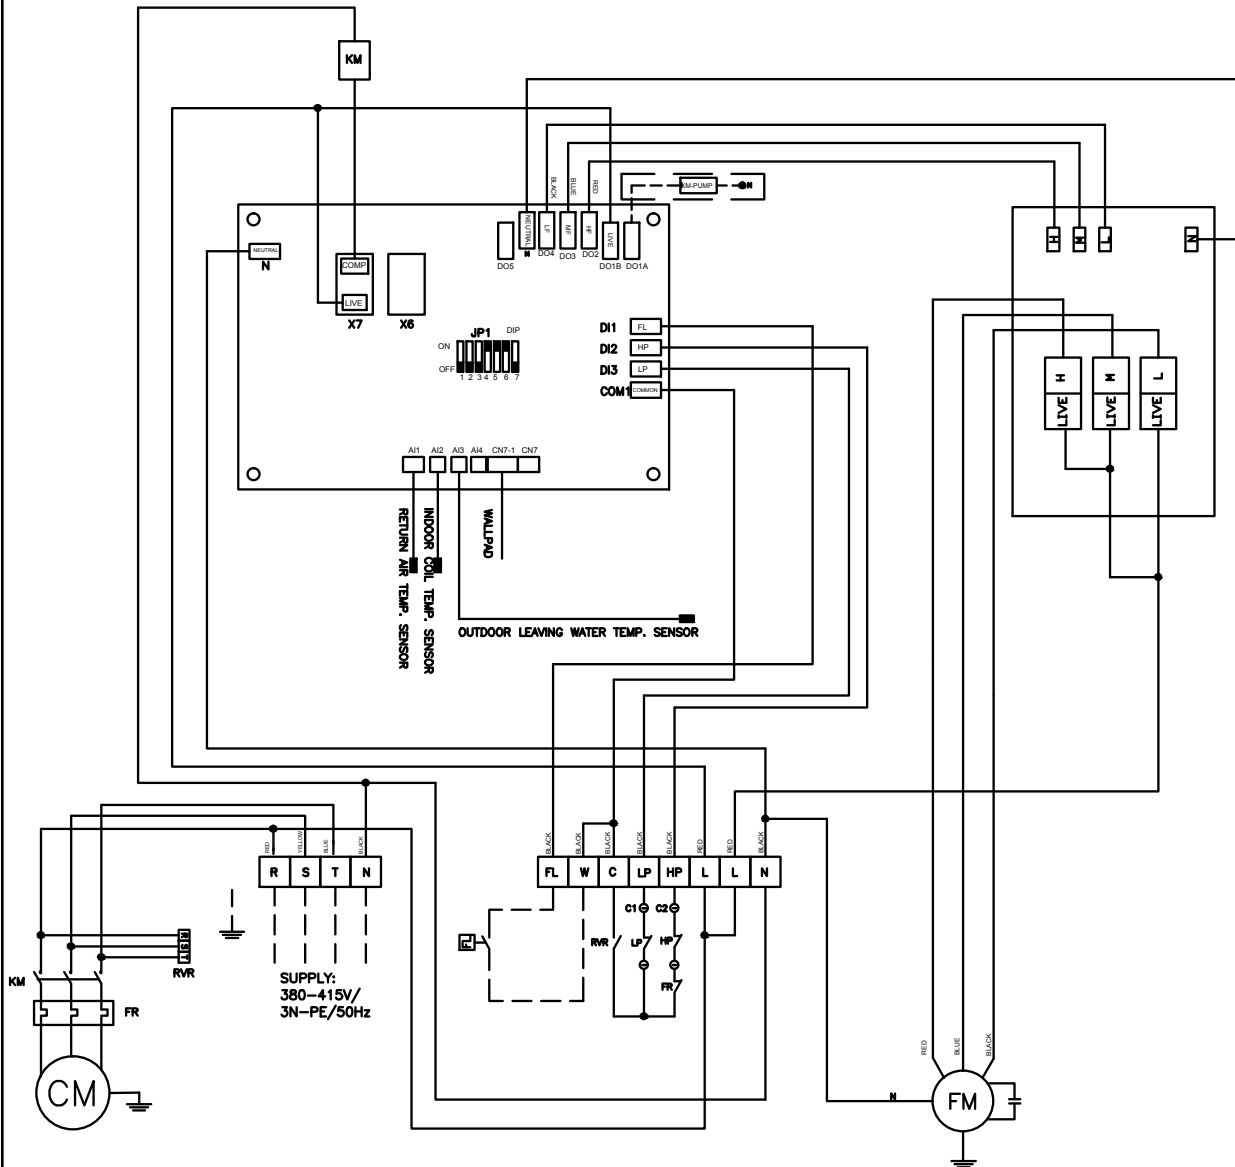 KM
BLACK
BLUE
RED
KM-PUMP
N
NEUTRAL
N
COMP
LIVE
X7
X6
NEUTRAL
N
LF
MF
HF
LIVE
DO5
DO4
DO3
DO2
DO1B
DO1A
H
M
L
N
JP1
DIP
ON
OFF
1 2 3 4 5 6 7
DI1 FL
DI2 HP
DI3 LP
COM1 COMMON
H
M
L
LIVE
LIVE
LIVE
AI1 AI2 AI3 AI4 CN7-1 CN7
RETURN AIR TEMP. SENSOR
INDOOR COIL TEMP. SENSOR
WALLPAD
OUTDOOR LEAVING WATER TEMP. SENSOR
RED
YELLOW
BLUE
BLACK
R S T N
BLACK
BLACK
BLACK
BLACK
BLACK
RED
RED
BLACK
FL W C LP HP L L N
C1
C2
FL
RVR
LP
HP
FR
R
S
T
RVR
KM
FR
SUPPLY:
380-415V/
3N-PE/50Hz
CM
RED
BLUE
BLACK
N
FM